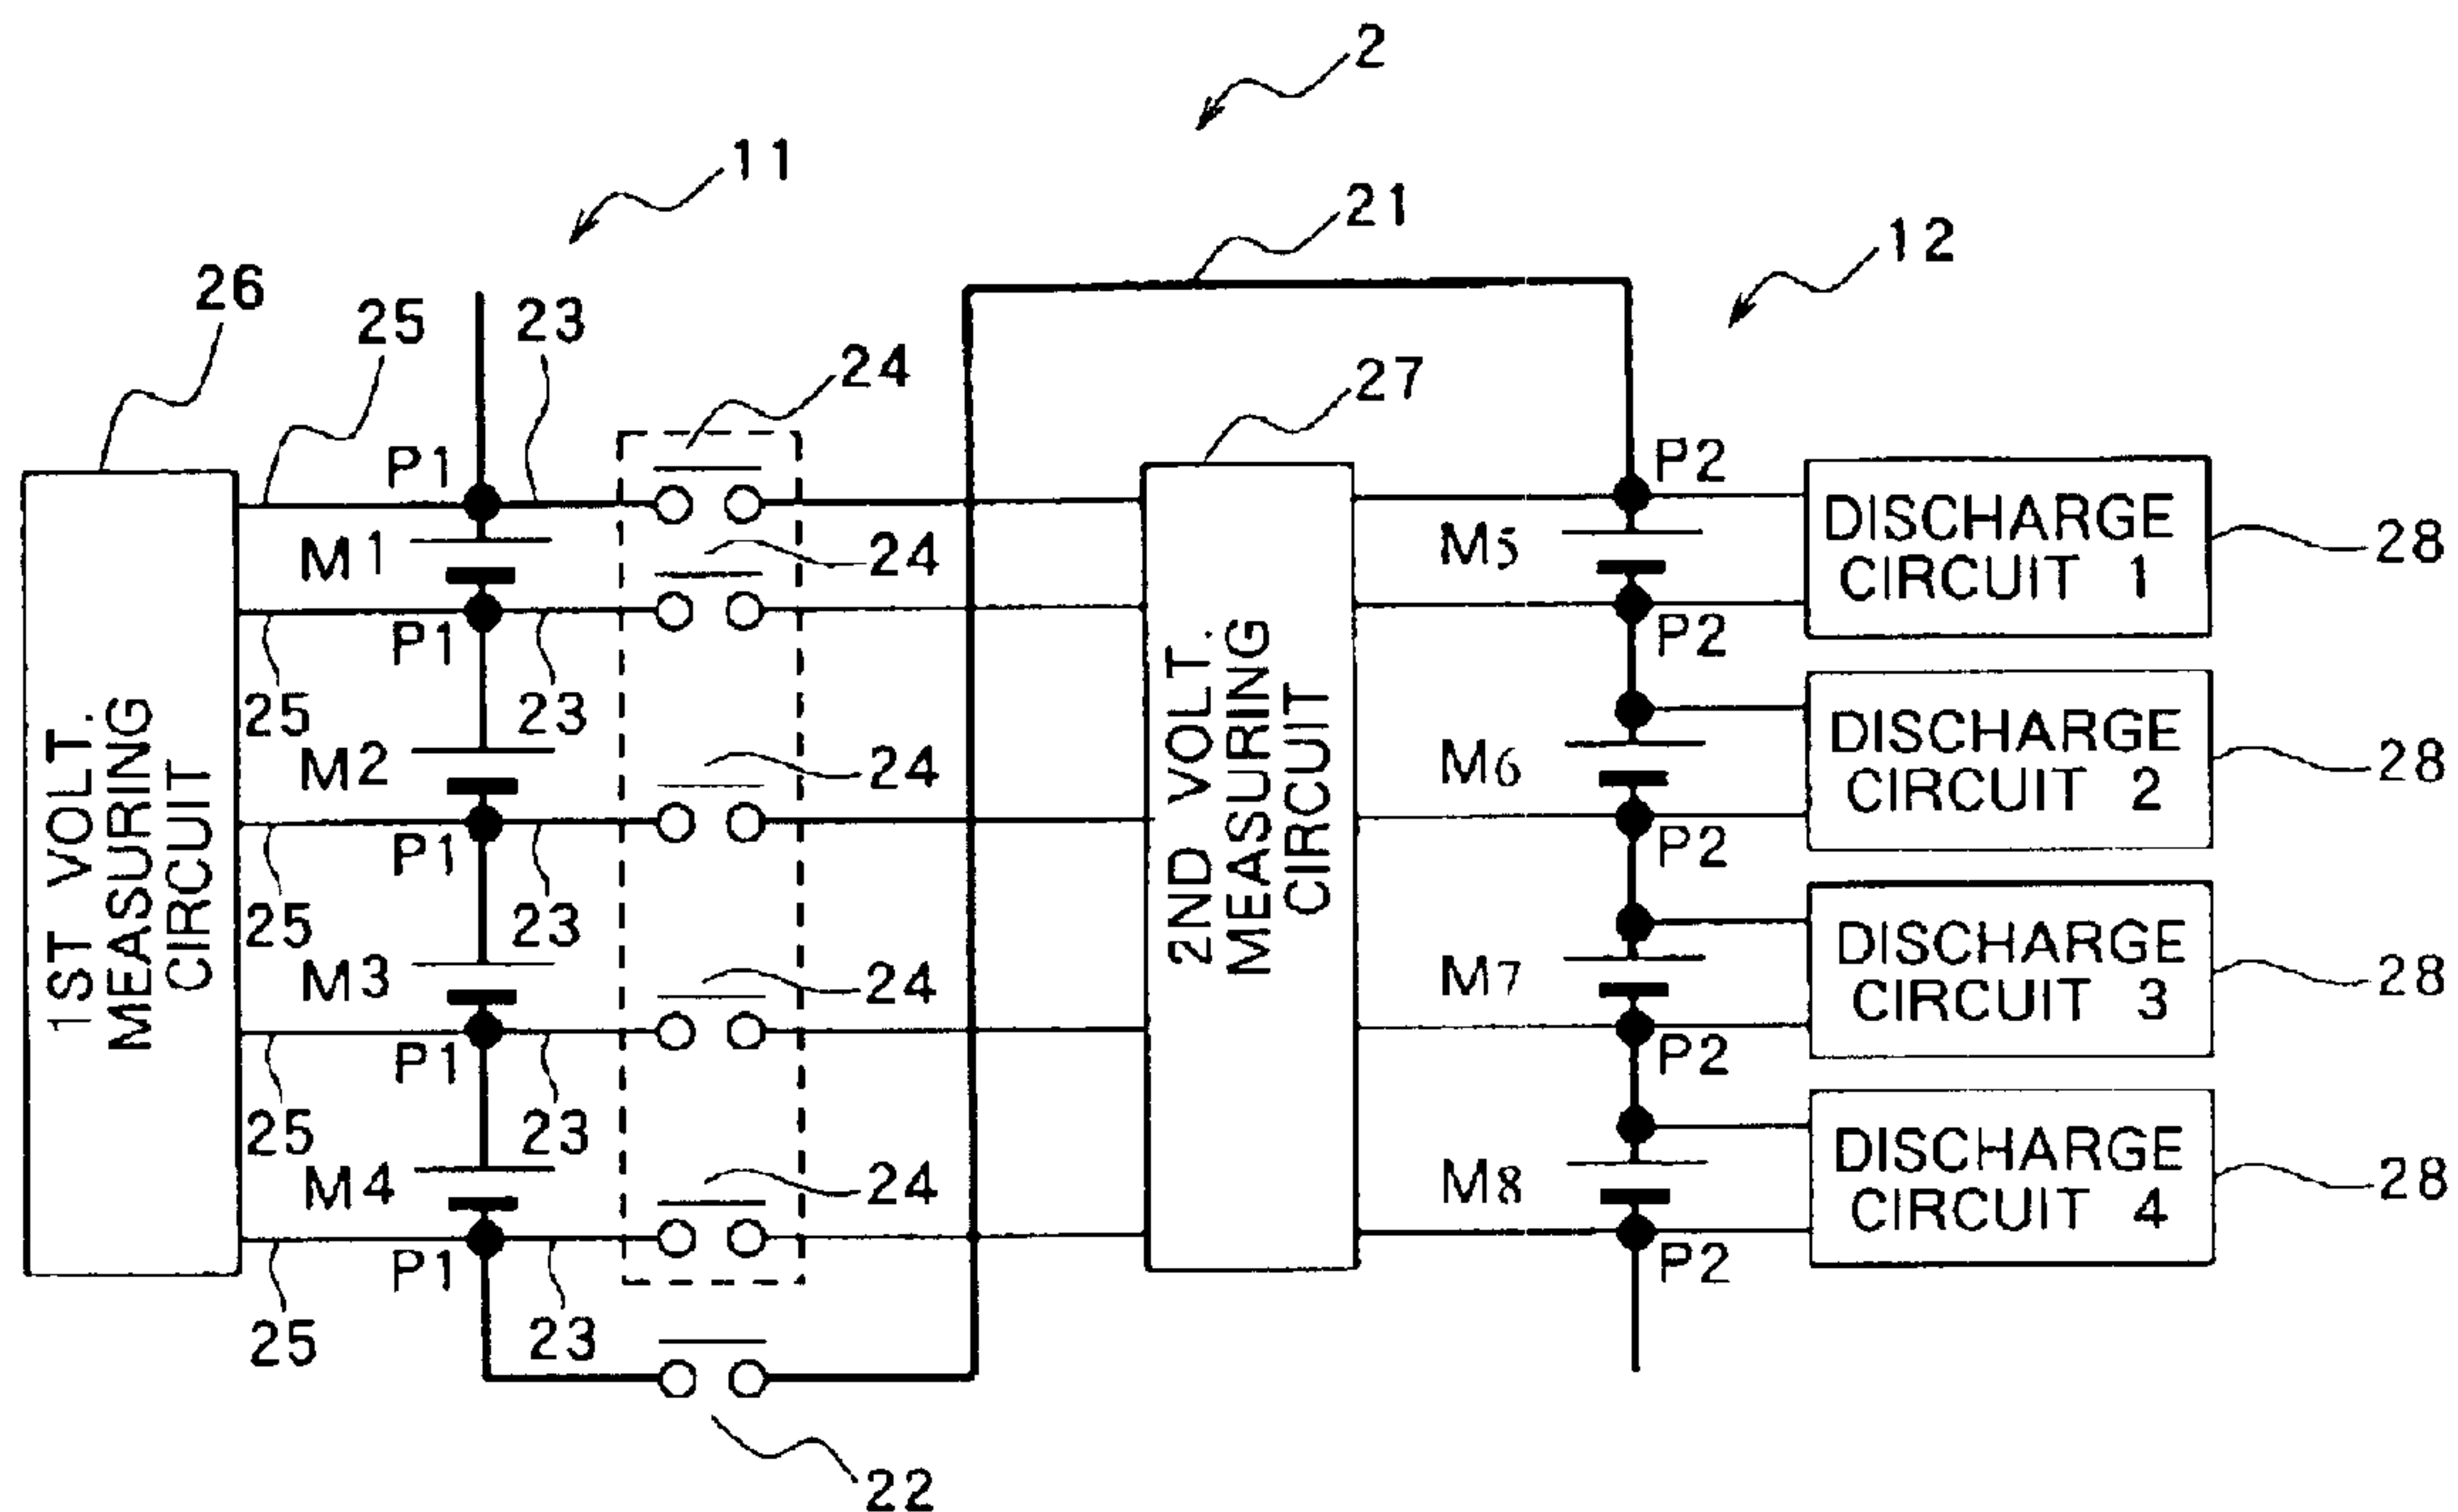 2
11
21
12
26
25
23
24
27
P1
P2
DISCHARGE
CIRCUIT 1
28
M1
24
M5
P1
P2
25
23
1ST VOLT.
MEASURING
CIRCUIT
2ND VOLT.
MEASURING
CIRCUIT
M2
24
M6
DISCHARGE
CIRCUIT 2
28
P1
P2
25
23
M3
24
M7
DISCHARGE
CIRCUIT 3
28
P1
P2
25
23
M4
24
M8
DISCHARGE
CIRCUIT 4
28
P1
P2
25
23
22